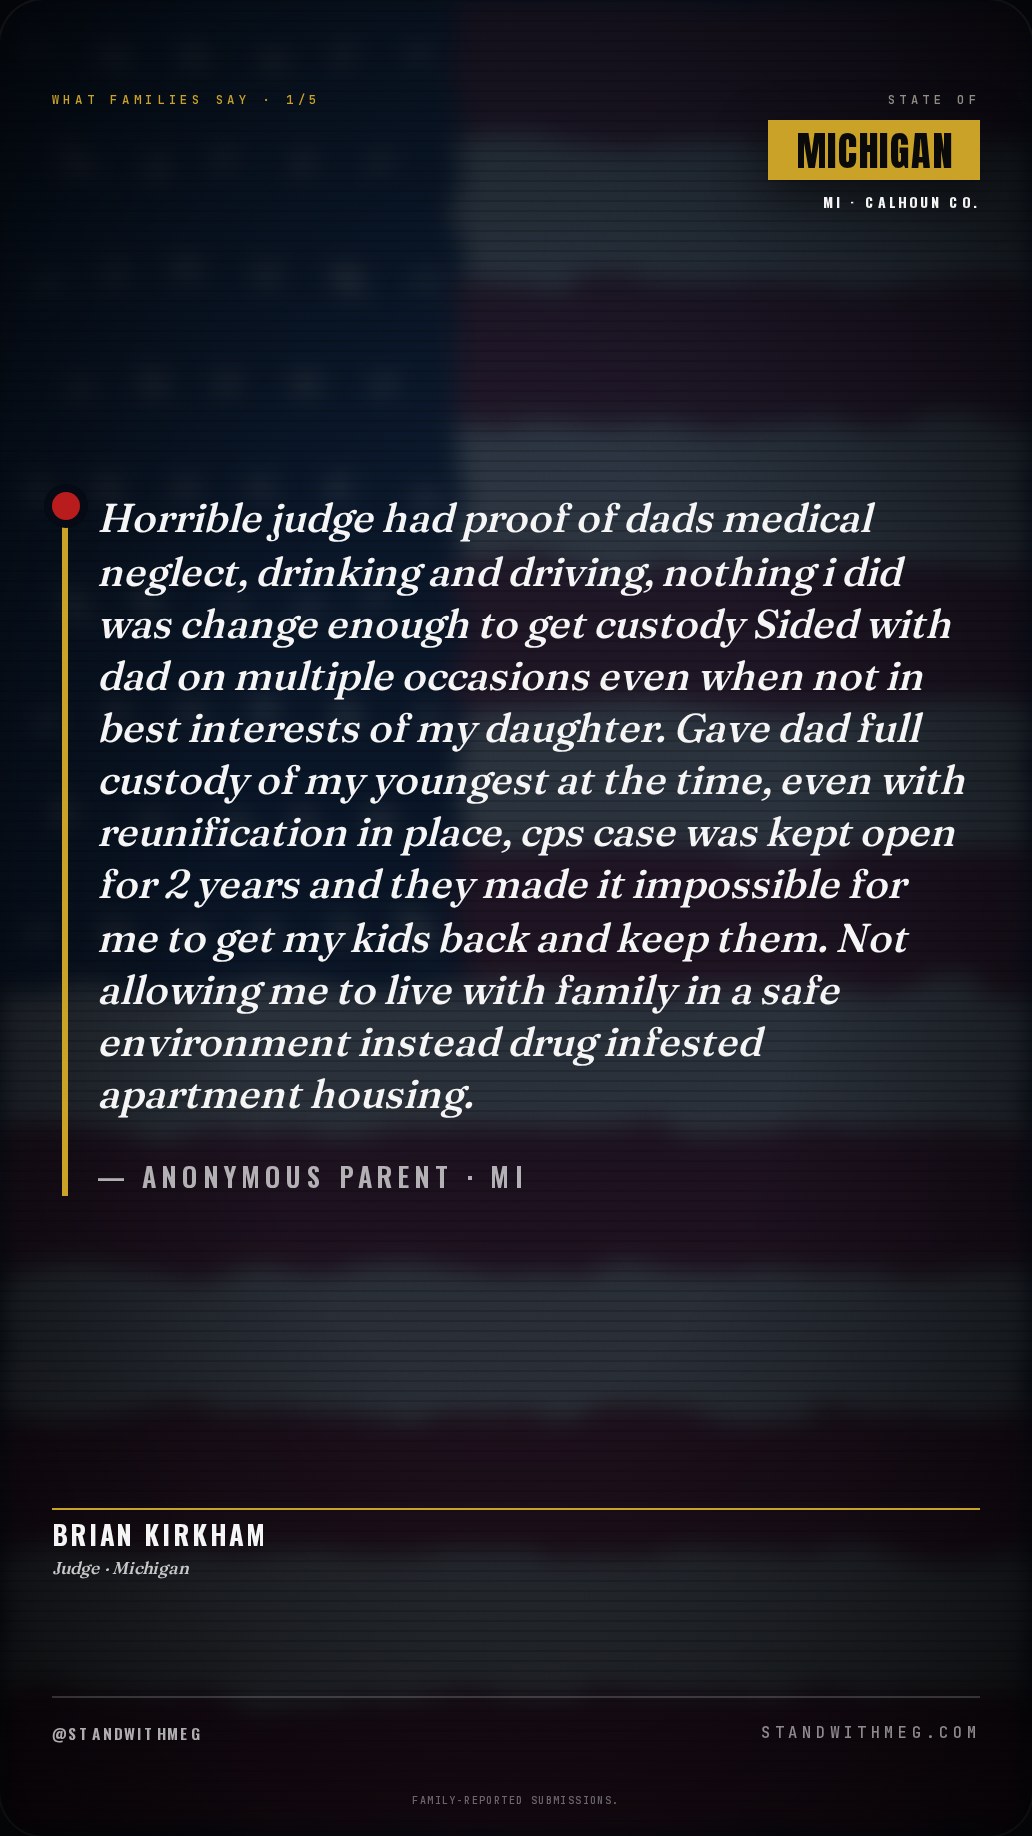 WHAT FAMILIES SAY · 1/5
STATE OF
MICHIGAN
MI · CALHOUN CO.
Horrible judge had proof of dads medical
neglect, drinking and driving, nothing i did
was change enough to get custody Sided with
dad on multiple occasions even when not in
best interests of my daughter. Gave dad full
custody of my youngest at the time, even with
reunification in place, cps case was kept open
for 2 years and they made it impossible for
me to get my kids back and keep them. Not
allowing me to live with family in a safe
environment instead drug infested
apartment housing.
— ANONYMOUS PARENT · MI
BRIAN KIRKHAM
Judge · Michigan
@STANDWITHMEG
STANDWITHMEG.COM
FAMILY-REPORTED SUBMISSIONS.